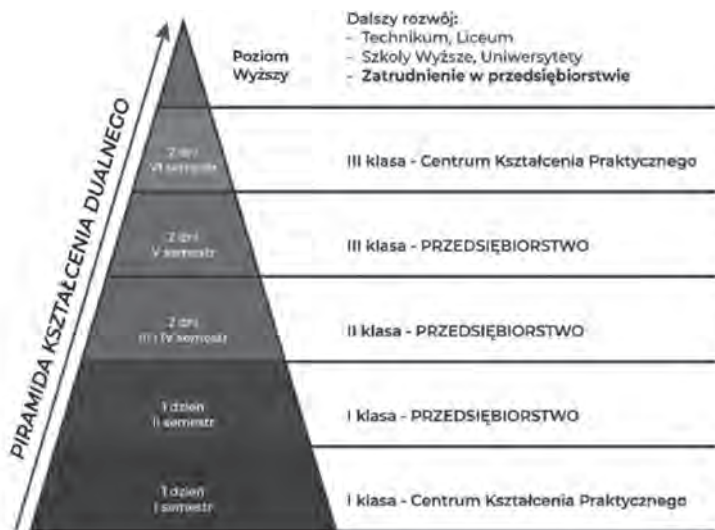 PIRAMIDA KSZTAŁCENIA DUALNEGO
Poziom
Wyższy
Dalszy rozwój:
- Technikum, Liceum
- Szkoły Wyższe, Uniwersytety
- Zatrudnienie w przedsiębiorstwie
2 dni
VI semestr
III klasa - Centrum Kształcenia Praktycznego
2 dni
V semestr
III klasa - PRZEDSIĘBIORSTWO
2 dni
III i IV semestr
II klasa - PRZEDSIĘBIORSTWO
1 dzień
II semestr
I klasa - PRZEDSIĘBIORSTWO
1 dzień
I semestr
I klasa - Centrum Kształcenia Praktycznego